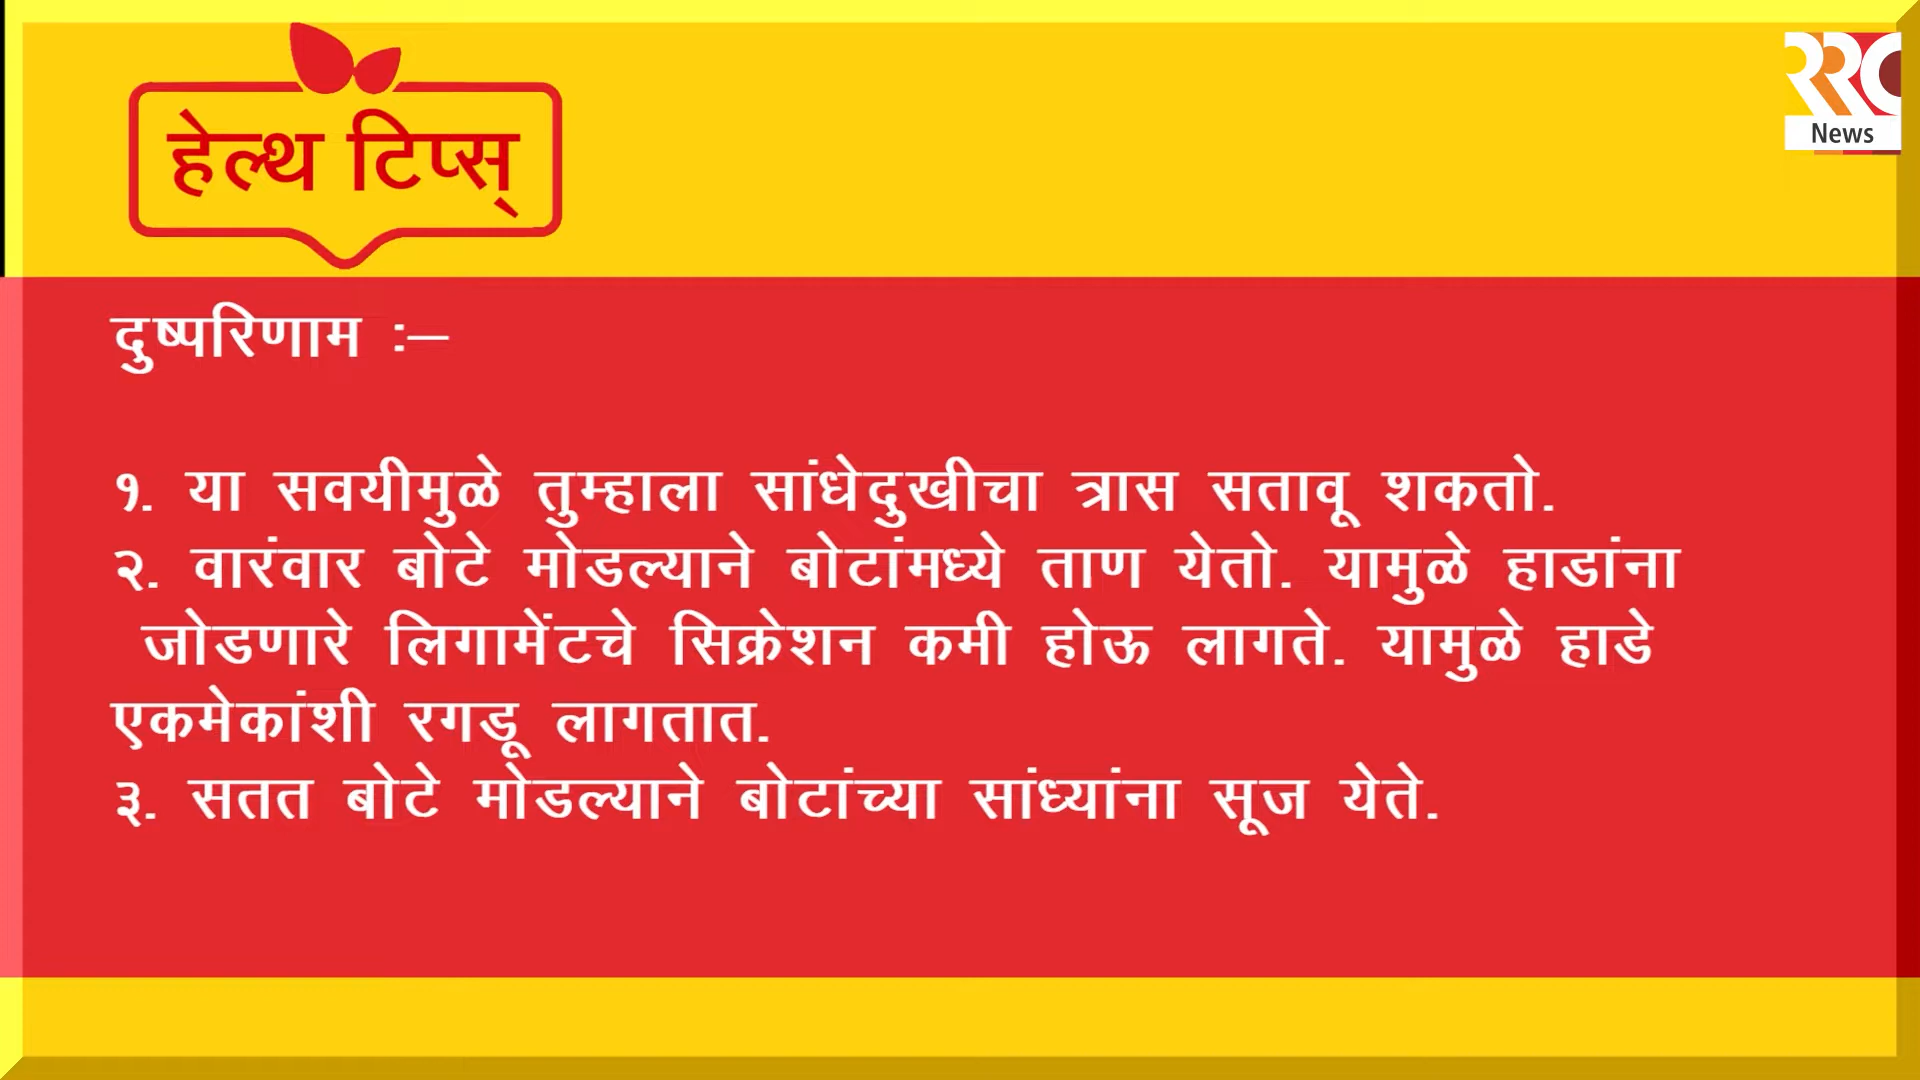 हेल्थ टिप्स्
RRC
News
दुष्परिणाम :–
१. या सवयीमुळे तुम्हाला सांधेदुखीचा त्रास सतावू शकतो.
२. वारंवार बोटे मोडल्याने बोटांमध्ये ताण येतो. यामुळे हाडांना
जोडणारे लिगामेंटचे सिक्रेशन कमी होऊ लागते. यामुळे हाडे
एकमेकांशी रगडू लागतात.
३. सतत बोटे मोडल्याने बोटांच्या सांध्यांना सूज येते.